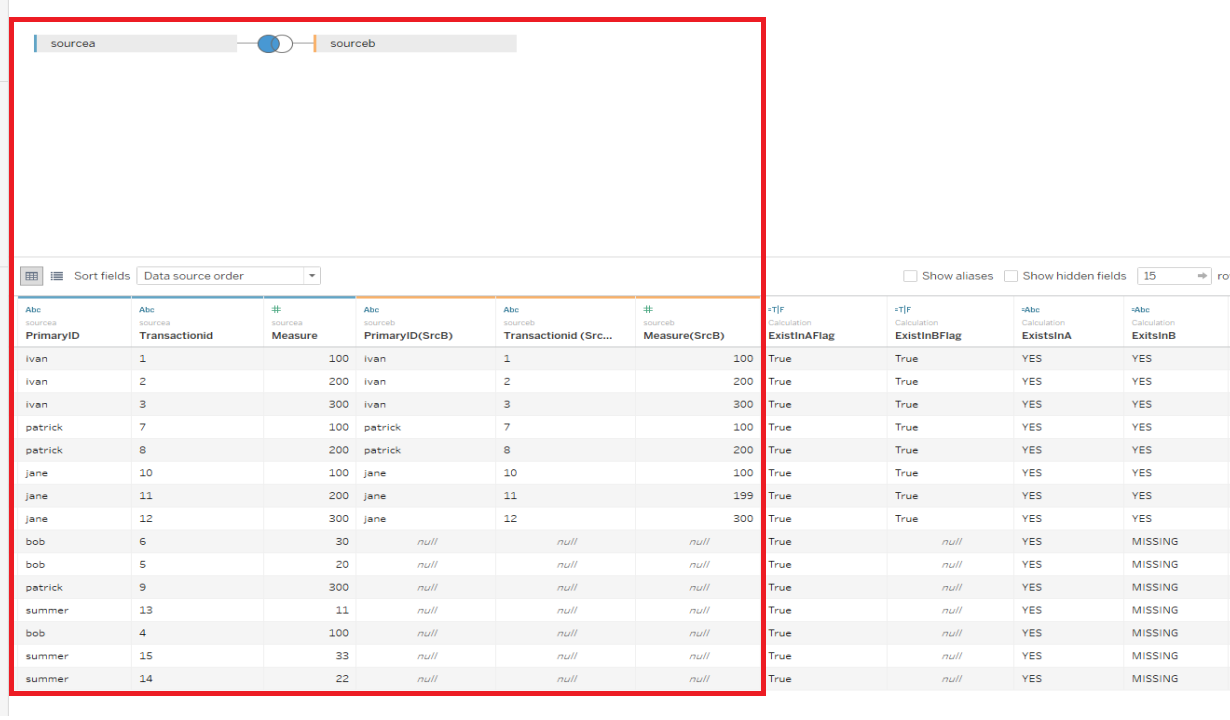 sourcea sourceb
Sort fields Data source order Show aliases Show hidden fields 15 ro
Abc Abc # Abc Abc # =T|F =T|F =Abc =Abc
sourcea sourcea sourcea sourceb sourceb sourceb Calculation Calculation Calculation Calculation
PrimaryID Transactionid Measure PrimaryID(SrcB) Transactionid (Src... Measure(SrcB) ExistInAFlag ExistInBFlag ExistsInA ExitsInB
ivan 1 100 ivan 1 100 True True YES YES
ivan 2 200 ivan 2 200 True True YES YES
ivan 3 300 ivan 3 300 True True YES YES
patrick 7 100 patrick 7 100 True True YES YES
patrick 8 200 patrick 8 200 True True YES YES
jane 10 100 jane 10 100 True True YES YES
jane 11 200 jane 11 199 True True YES YES
jane 12 300 jane 12 300 True True YES YES
bob 6 30 null null null True null YES MISSING
bob 5 20 null null null True null YES MISSING
patrick 9 300 null null null True null YES MISSING
summer 13 11 null null null True null YES MISSING
bob 4 100 null null null True null YES MISSING
summer 15 33 null null null True null YES MISSING
summer 14 22 null null null True null YES MISSING